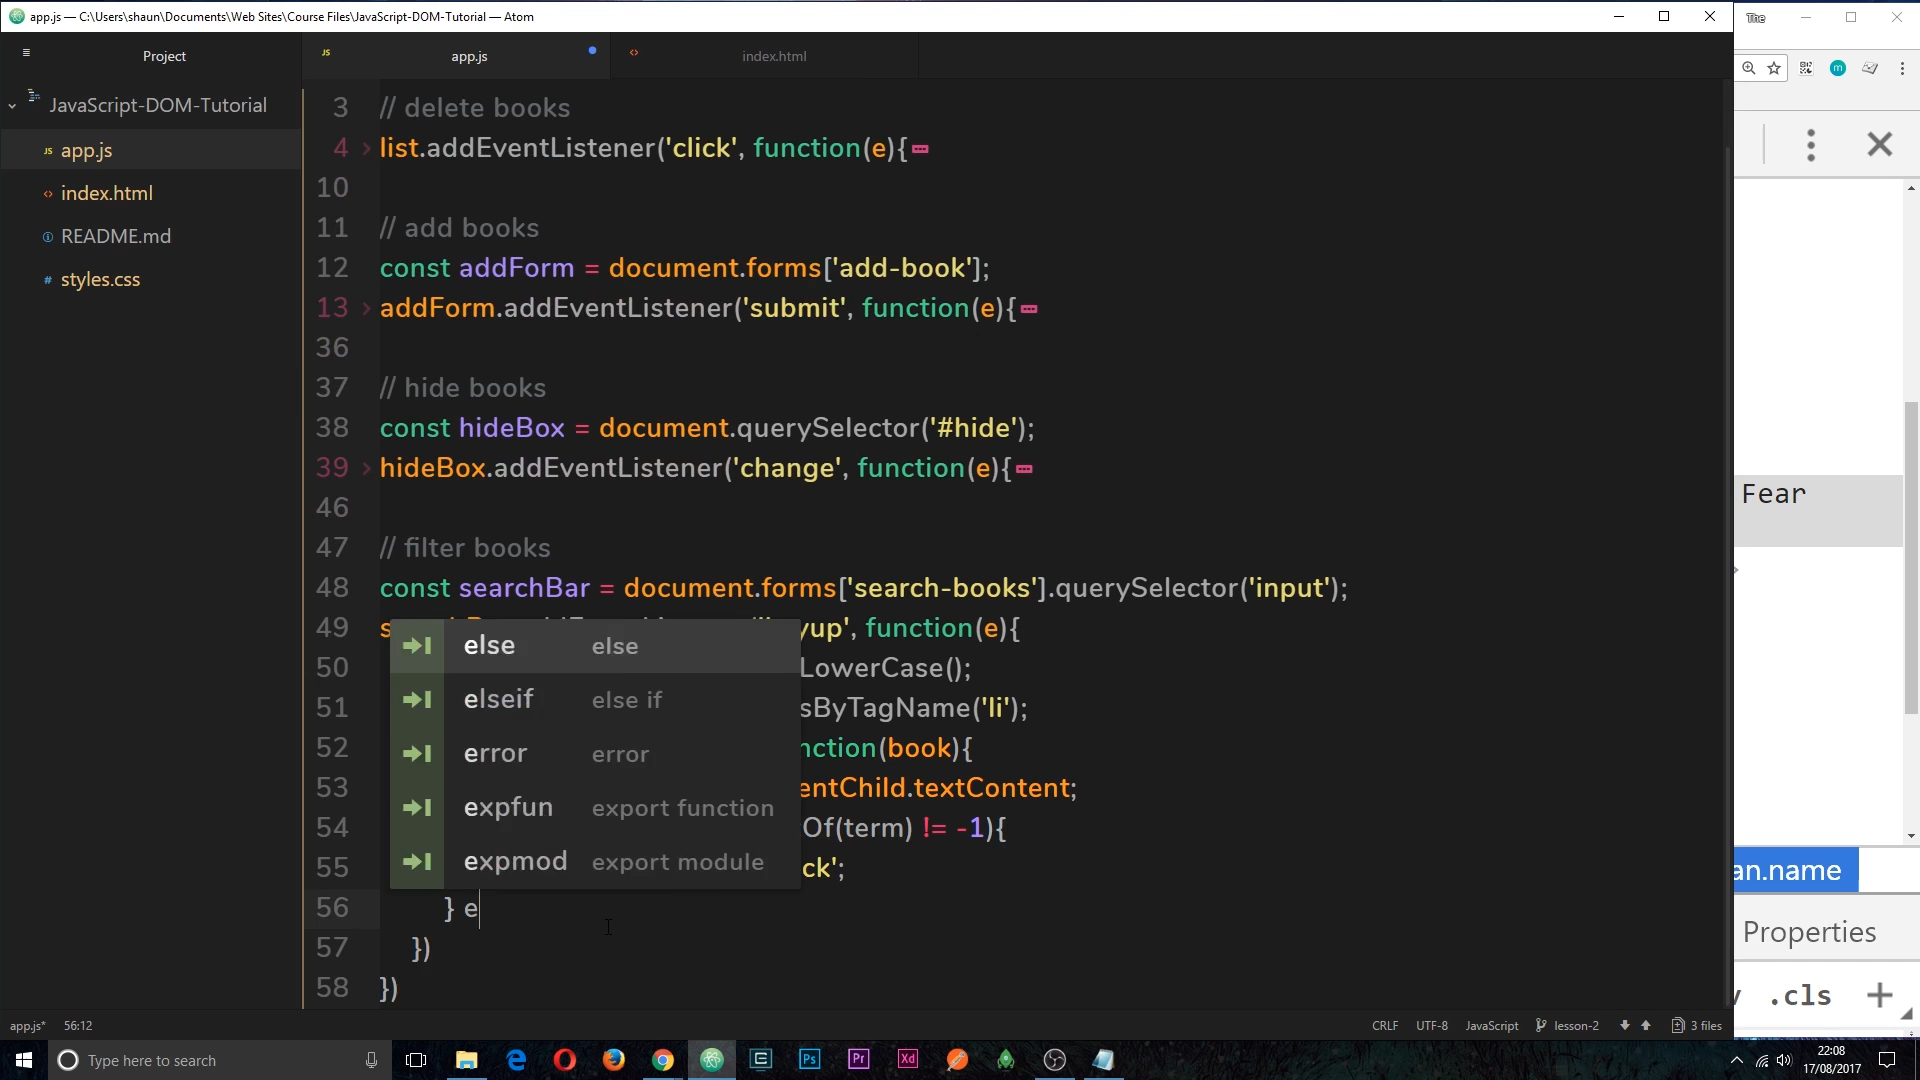 app.js — C:\Users\shaun\Documents\Web Sites\Course Files\JavaScript-DOM-Tutorial — Atom
The
Project
app.js
index.html
JavaScript-DOM-Tutorial
app.js
index.html
README.md
styles.css
3 // delete books
4 list.addEventListener('click', function(e){
10
11 // add books
12 const addForm = document.forms['add-book'];
13 addForm.addEventListener('submit', function(e){
36
37 // hide books
38 const hideBox = document.querySelector('#hide');
39 hideBox.addEventListener('change', function(e){
46
47 // filter books
48 const searchBar = document.forms['search-books'].querySelector('input');
49 s yup', function(e){
50 LowerCase();
51 sByTagName('li');
52 nction(book){
53 entChild.textContent;
54 Of(term) != -1){
55 ck';
56 } e
57 })
58 })
else else
elseif else if
error error
expfun export function
expmod export module
m
Fear
an.name
Properties
.cls +
app.js* 56:12
CRLF UTF-8 JavaScript lesson-2 3 files
Type here to search
Ps
Pr
Xd
22:08
17/08/2017